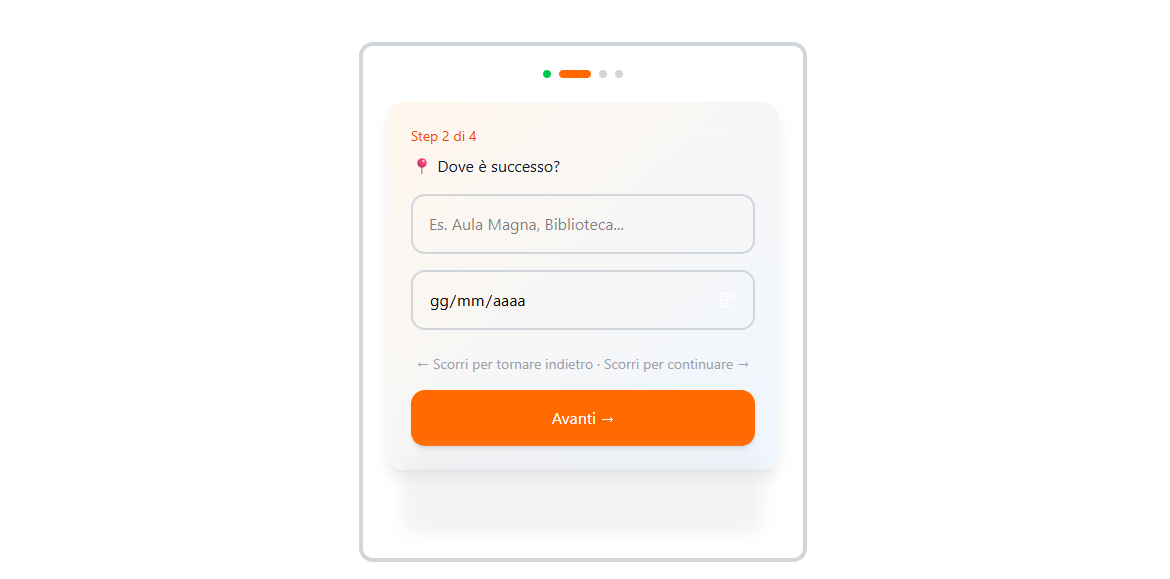 Step 2 di 4
📍 Dove è successo?
Es. Aula Magna, Biblioteca...
gg/mm/aaaa
← Scorri per tornare indietro · Scorri per continuare →
Avanti →